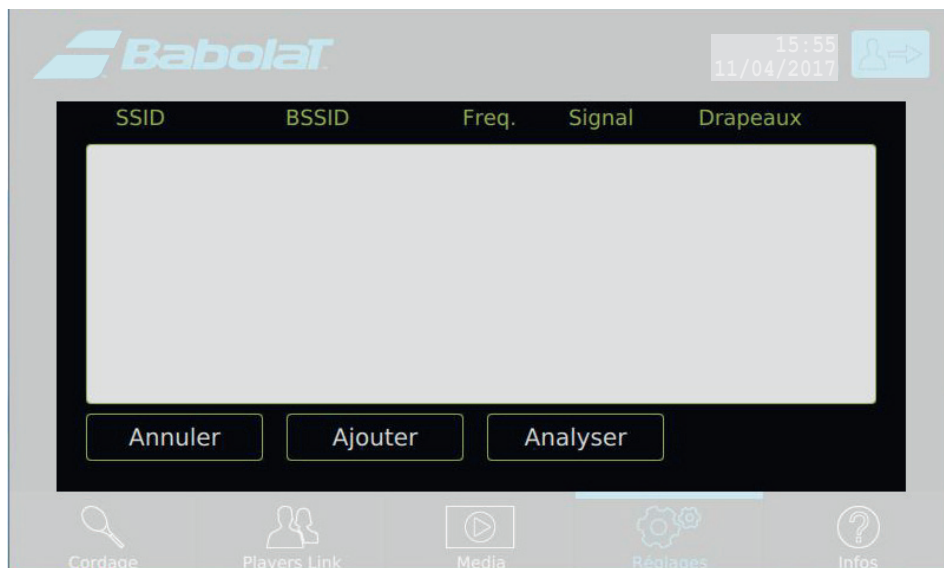 Babolat
15:55
11/04/2017
SSID BSSID Freq. Signal Drapeaux
Annuler Ajouter Analyser
Cordage Players Link Media Réglages Infos